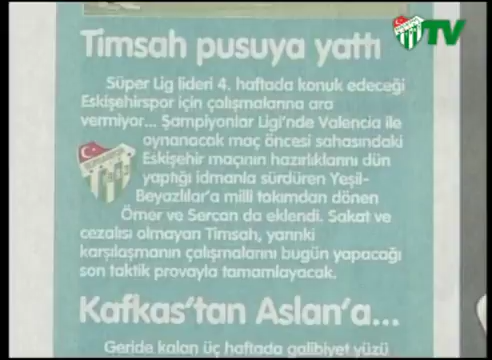 TV
Timsah pusuya yattı
Süper Lig lideri 4. haftada konuk edeceği
Eskişehirspor için çalışmalarına ara
vermiyor... Şampiyonlar Ligi'nde Valencia ile
oynanacak maç öncesi sahasındaki
Eskişehir maçının hazırlıklarını dün
yaptığı idmanla sürdüren Yeşil-
Beyazlılar'a milli takımdan dönen
Ömer ve Sercan da eklendi. Sakat ve
cezalısı olmayan Timsah, yarınki
karşılaşmanın çalışmalarını bugün yapacağı
son taktik provayla tamamlayacak.
Kafkas'tan Aslan'a...
Geride kalan üç haftada galibiyet yüzü